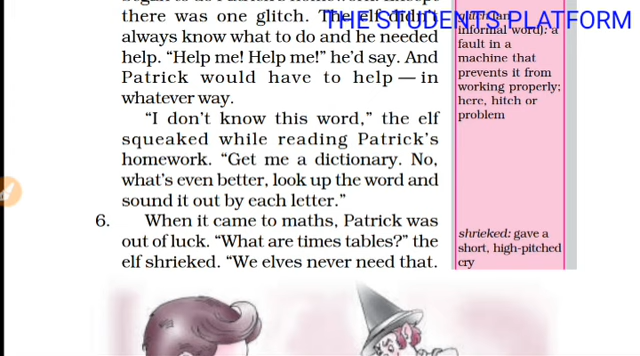 there was one glitch. The elf didn't
always know what to do and he needed
help. “Help me! Help me!” he’d say. And
Patrick would have to help — in
whatever way.
“I don’t know this word,” the elf
squeaked while reading Patrick’s
homework. “Get me a dictionary. No,
what’s even better, look up the word and
sound it out by each letter.”
6. When it came to maths, Patrick was
out of luck. “What are times tables?” the
elf shrieked. “We elves never need that.
THE STUDENTS PLATFORM
informal word): a
fault in a
machine that
prevents it from
working properly;
here, hitch or
problem
shrieked: gave a
short, high-pitched
cry